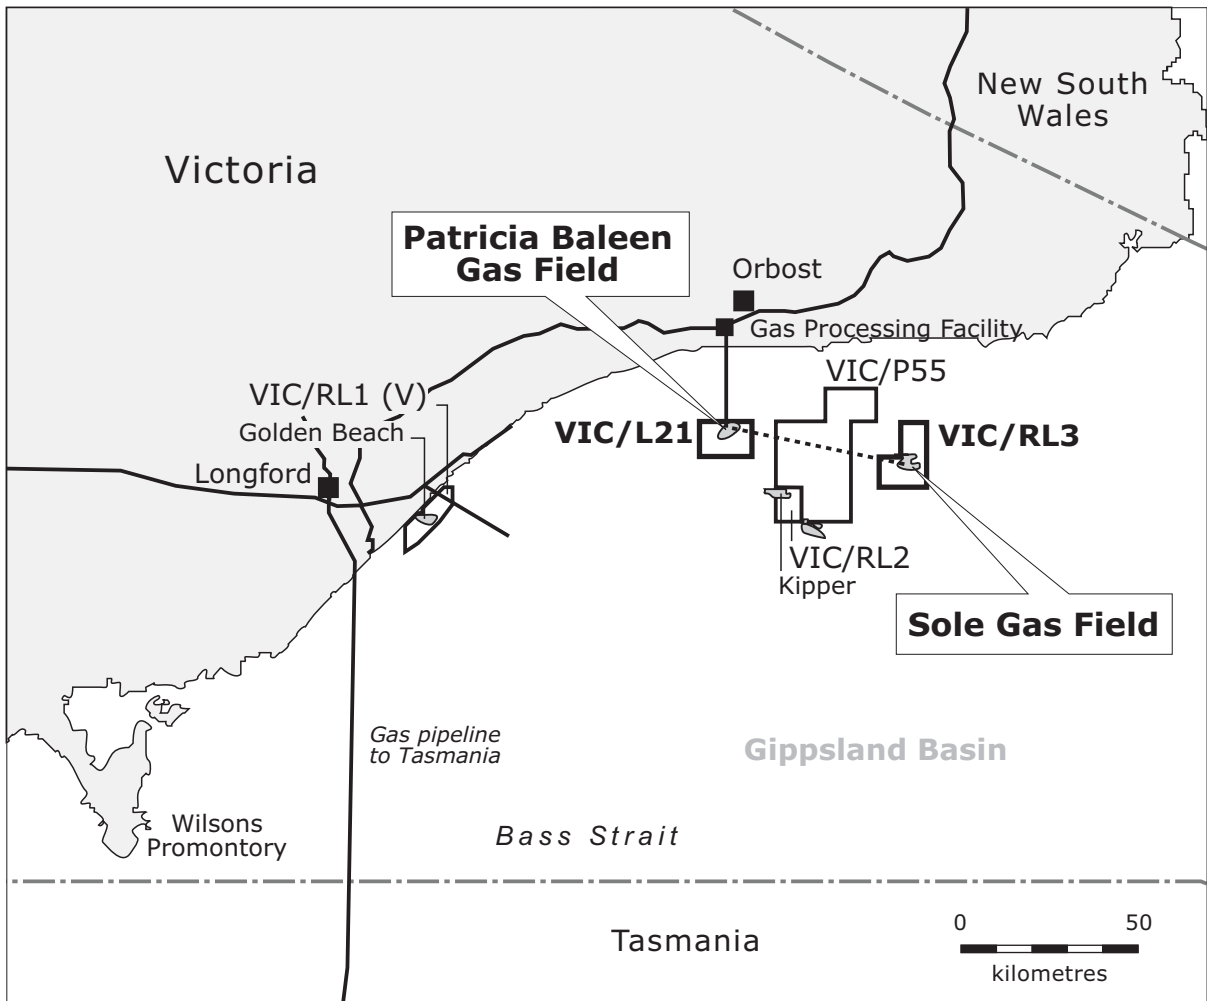 New South
Wales
Victoria
Patricia Baleen
Gas Field
Orbost
Gas Processing Facility
VIC/P55
VIC/RL1 (V)
Golden Beach
VIC/L21
VIC/RL3
Longford
VIC/RL2
Kipper
Sole Gas Field
Gas pipeline
to Tasmania
Gippsland Basin
Wilsons
Promontory
Bass Strait
Tasmania
0 50
kilometres